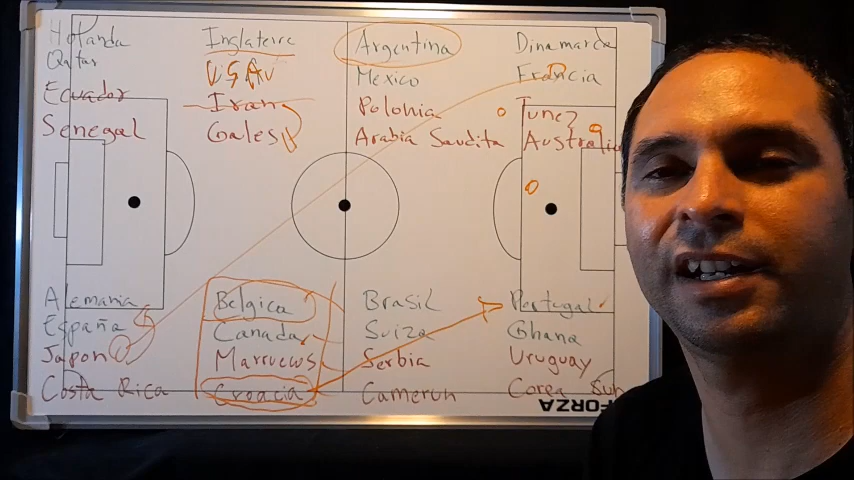 Holanda
Qatar
Ecuador
Senegal
Inglaterra
USA
Iran
Gales
Argentina
Mexico
Polonia
Arabia Saudita
Dinamarca
Francia
Tunez
Australia
Alemania
España
Japon
Costa Rica
Belgica
Canada
Marruecos
Croacia
Brasil
Suiza
Serbia
Camerun
Portugal
Ghana
Uruguay
Corea Sur
FORZA